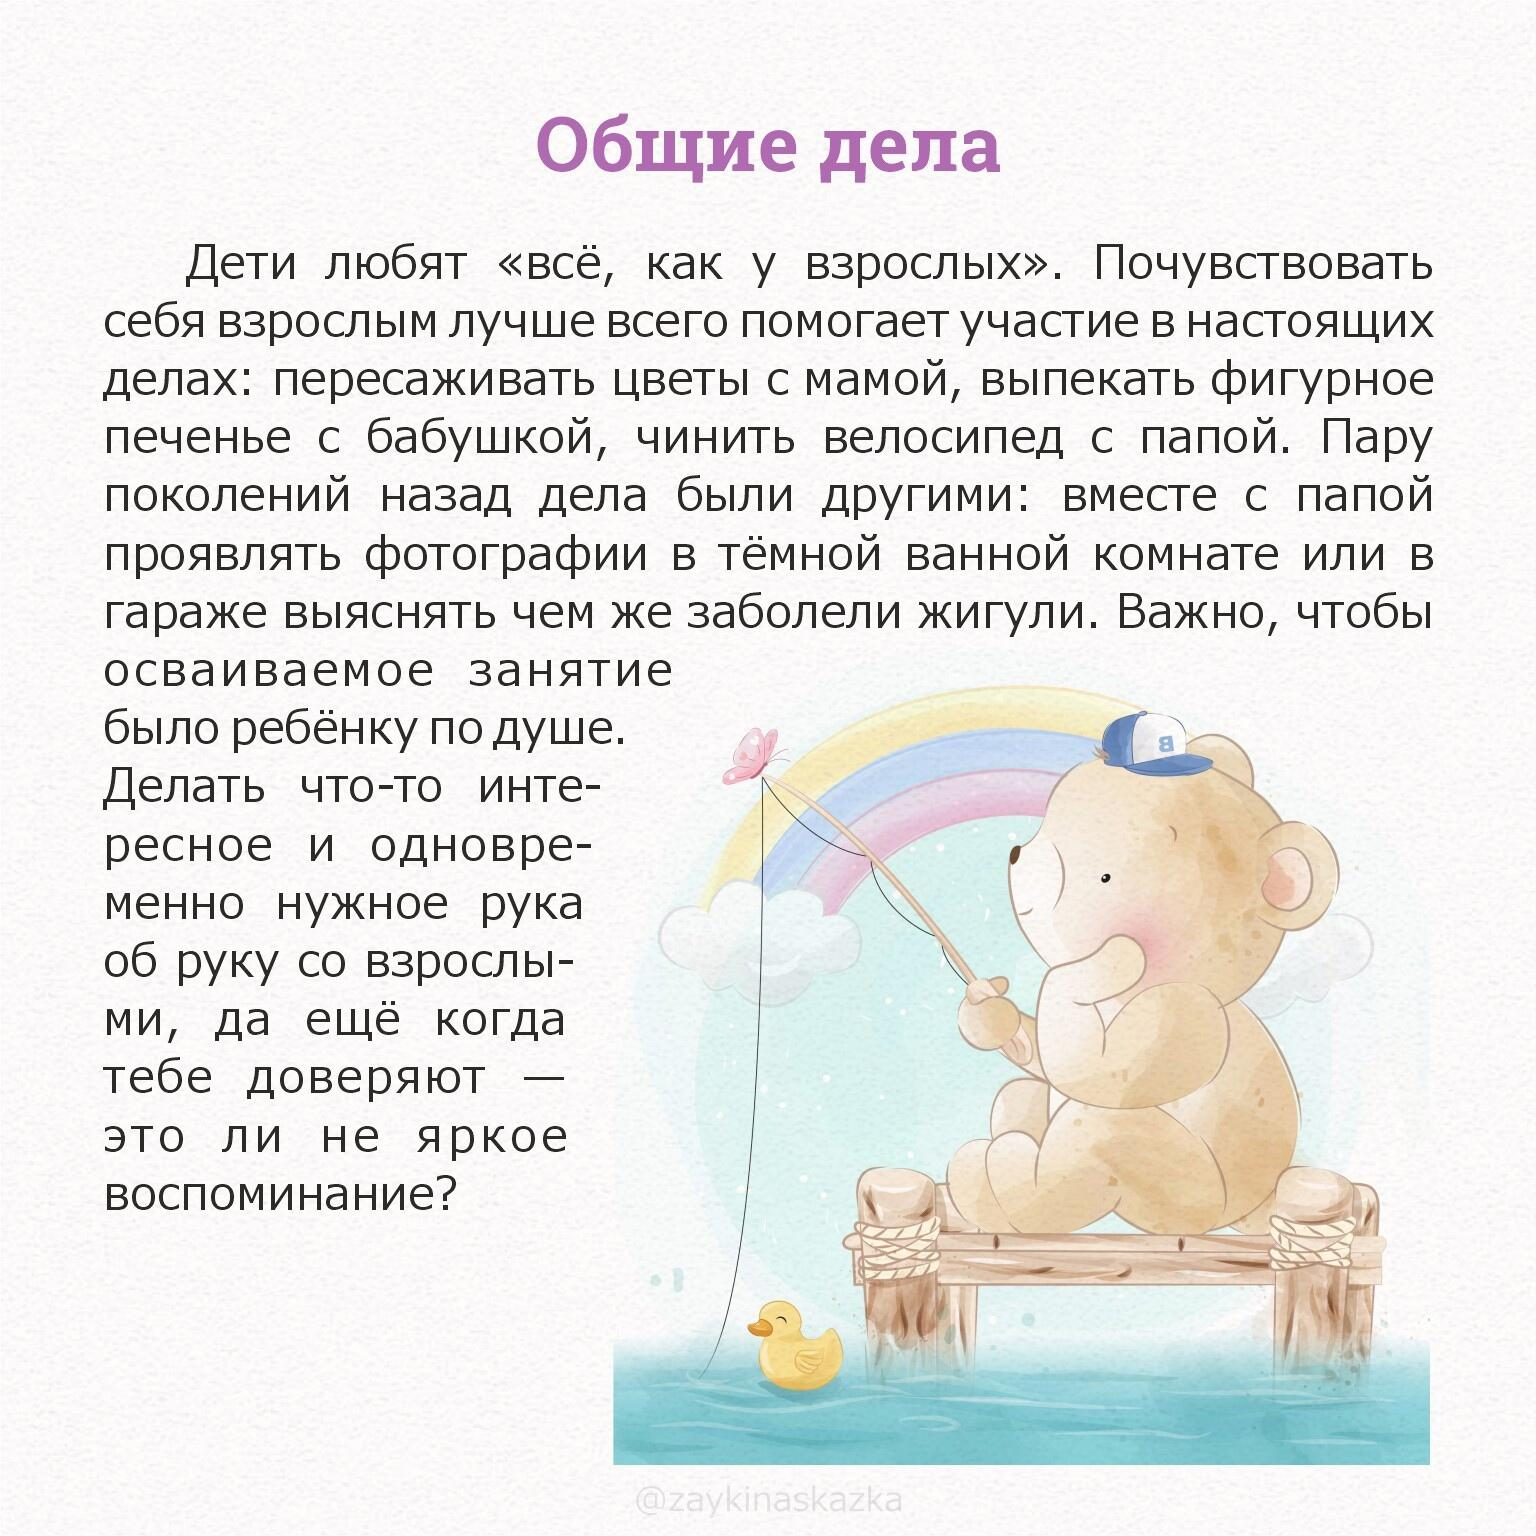 Общие дела
Дети любят «всё, как у взрослых». Почувствовать
себя взрослым лучше всего помогает участие в настоящих
делах: пересаживать цветы с мамой, выпекать фигурное
печенье с бабушкой, чинить велосипед с папой. Пару
поколений назад дела были другими: вместе с папой
проявлять фотографии в тёмной ванной комнате или в
гараже выяснять чем же заболели жигули. Важно, чтобы
осваиваемое занятие
было ребёнку по душе.
Делать что-то инте-
ресное и одновре-
менно нужное рука
об руку со взрослы-
ми, да ещё когда
тебе доверяют —
это ли не яркое
воспоминание?
B
@zaykinaskazka